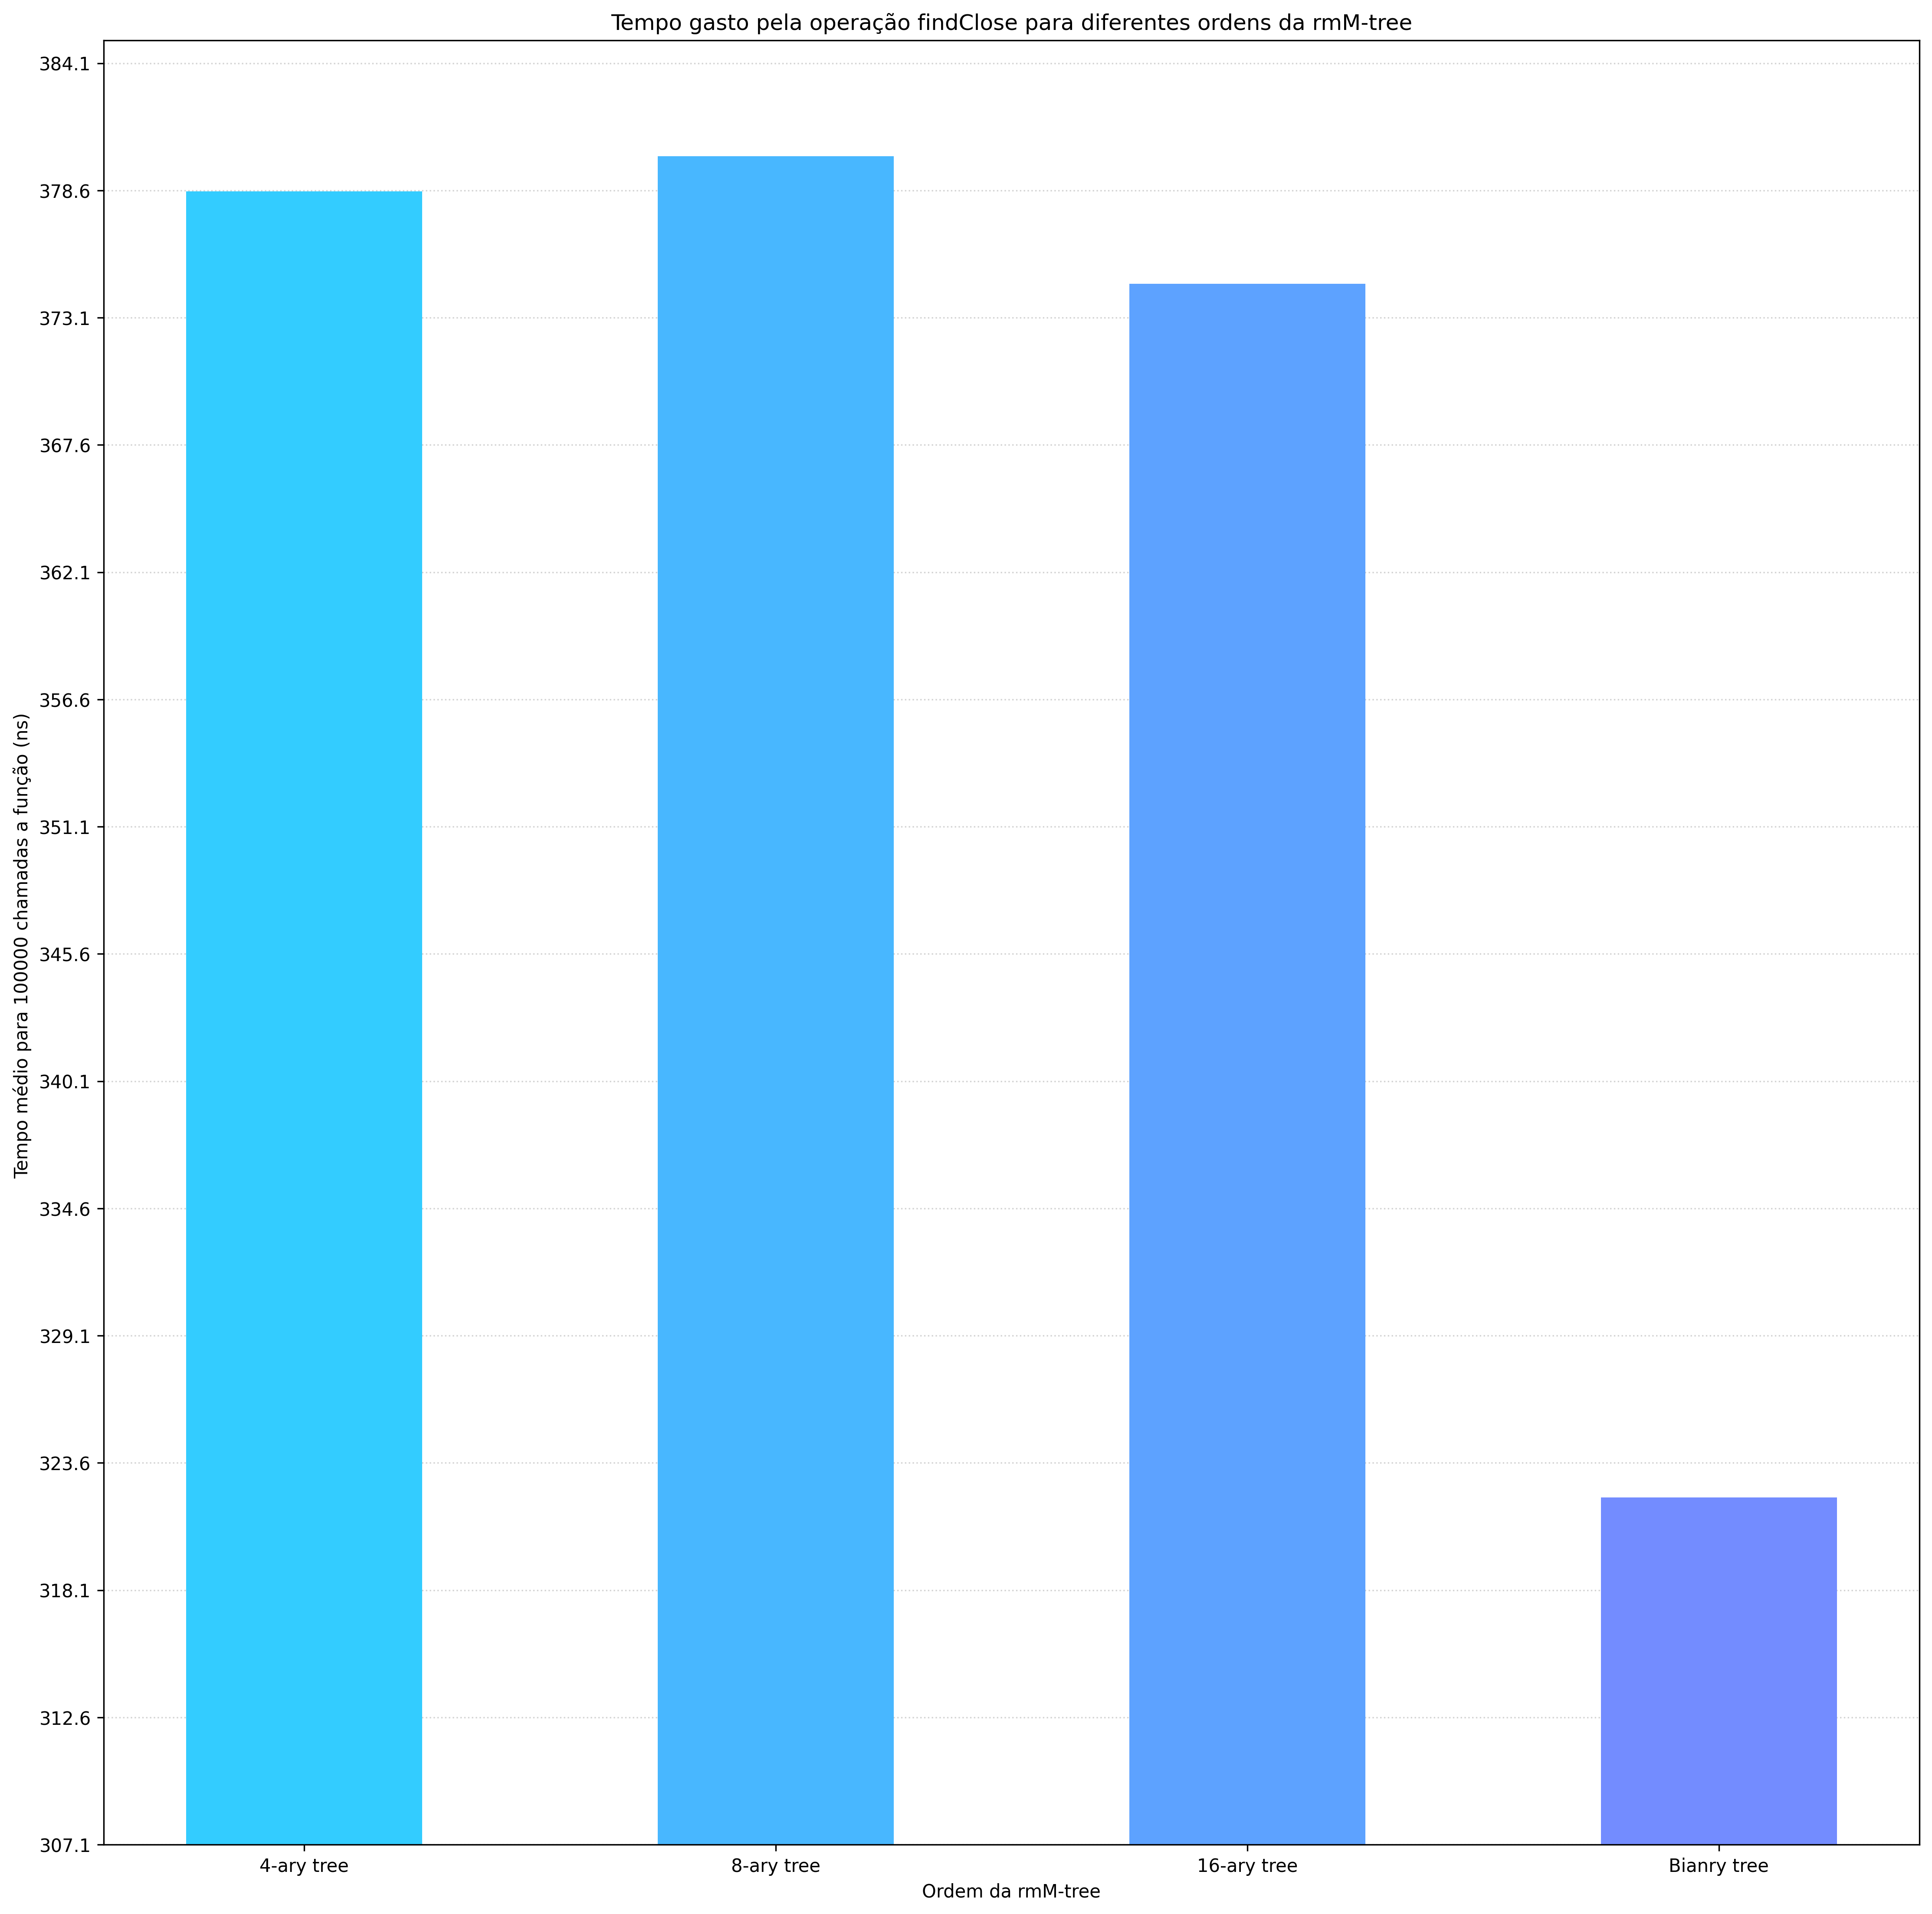 Tempo gasto pela operação findClose para diferentes ordens da rmM-tree
384.1
378.6
373.1
367.6
362.1
356.6
351.1
345.6
340.1
334.6
329.1
323.6
318.1
312.6
307.1
Tempo médio para 100000 chamadas a função (ns)
4-ary tree
8-ary tree
16-ary tree
Bianry tree
Ordem da rmM-tree